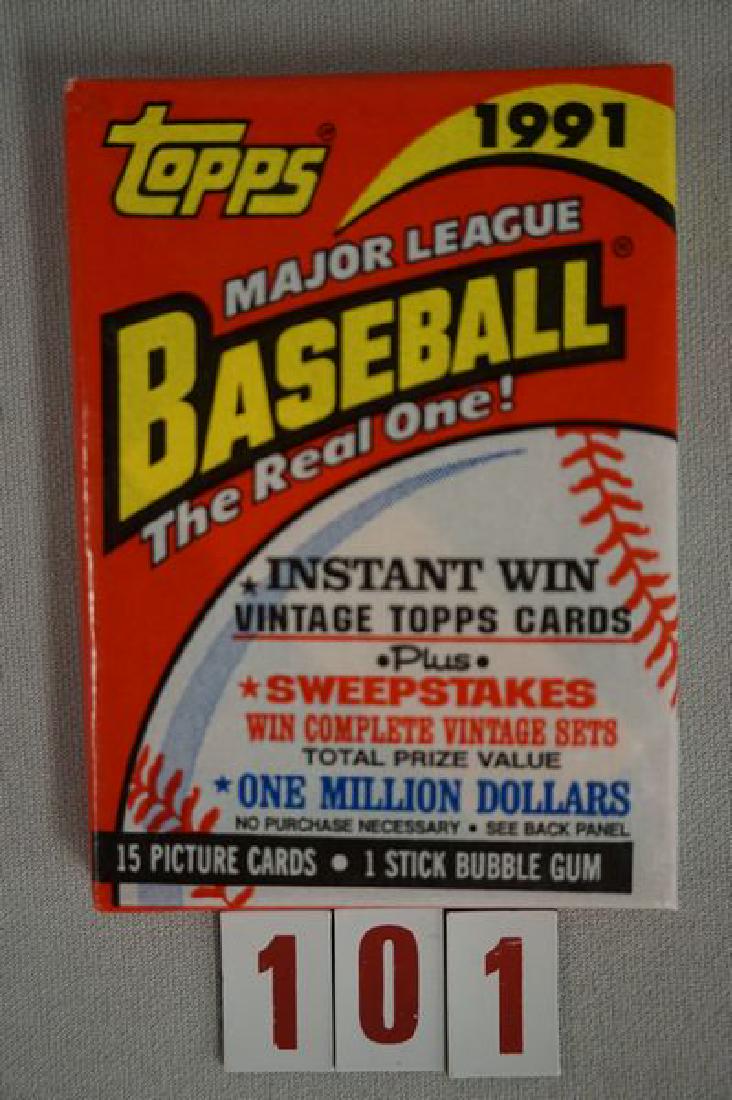 TOPPS
1991
MAJOR LEAGUE
BASEBALL®
The Real One!
★ INSTANT WIN
VINTAGE TOPPS CARDS
•Plus•
★ SWEEPSTAKES
WIN COMPLETE VINTAGE SETS
TOTAL PRIZE VALUE
★ ONE MILLION DOLLARS
NO PURCHASE NECESSARY • SEE BACK PANEL
15 PICTURE CARDS • 1 STICK BUBBLE GUM
101